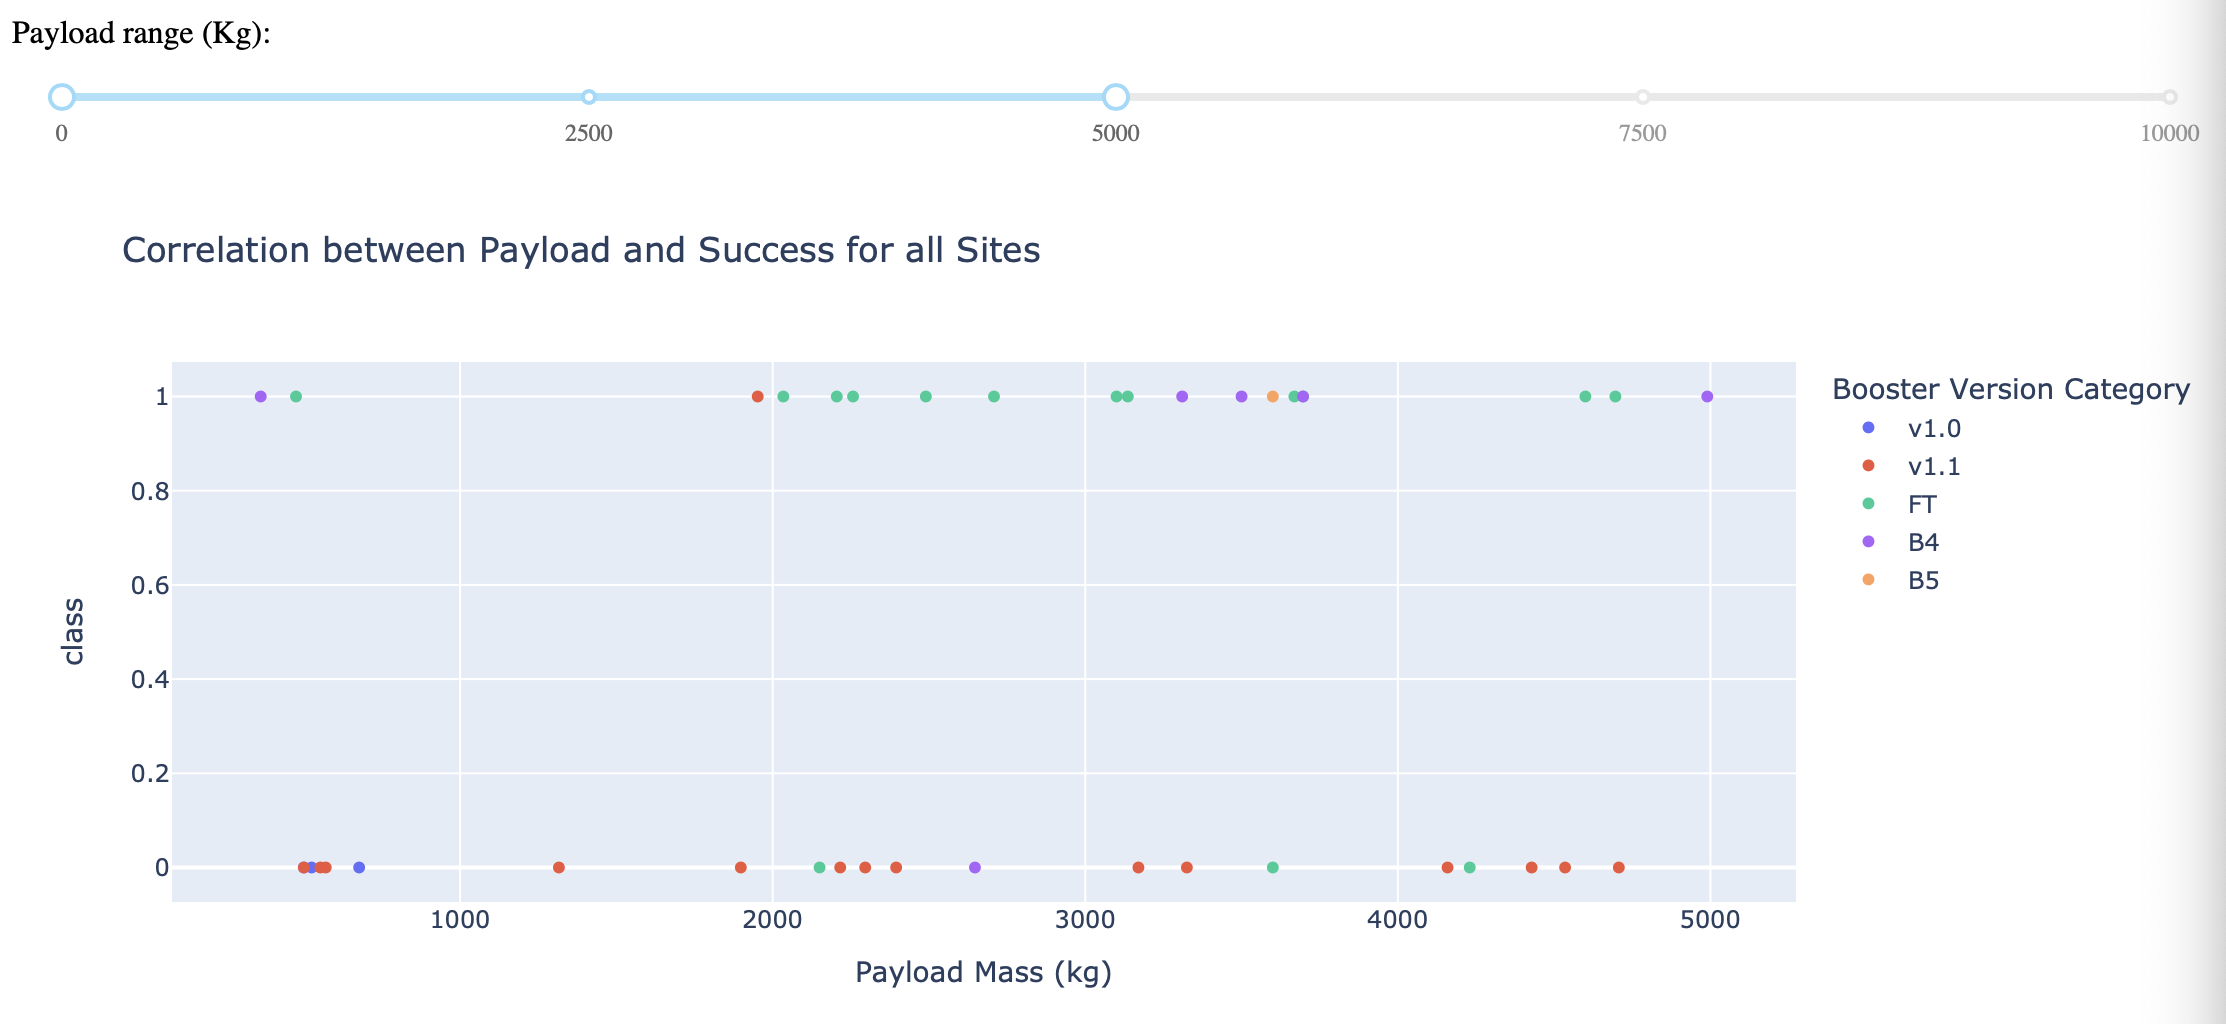 Payload range (Kg):
0 2500 5000 7500 10000
Correlation between Payload and Success for all Sites
Booster Version Category
v1.0
v1.1
FT
B4
B5
1
0.8
0.6
0.4
0.2
0
class
1000 2000 3000 4000 5000
Payload Mass (kg)